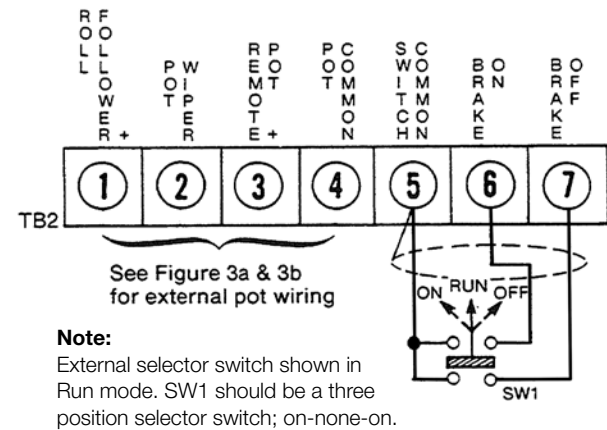 ROLL FOLLOWER +
POT WIPER
REMOTE POT +
POT COMMON
SWITCH COMMON
BRAKE ON
BRAKE OFF
1 2 3 4 5 6 7
TB2
See Figure 3a & 3b
for external pot wiring
ON RUN OFF
SW1
Note:
External selector switch shown in
Run mode. SW1 should be a three
position selector switch; on-none-on.